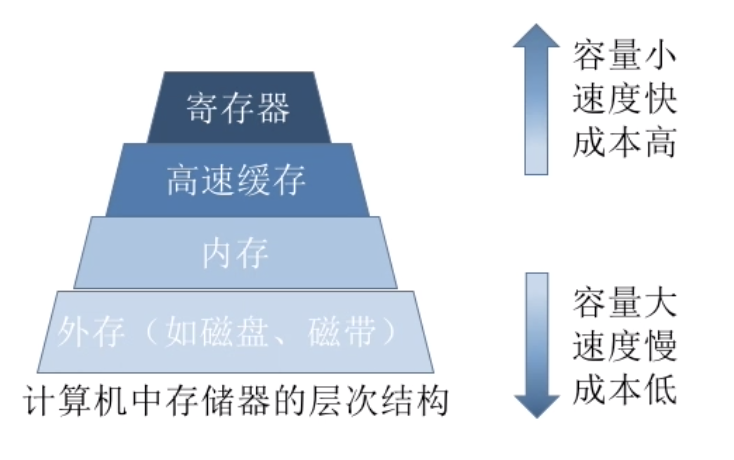 寄存器
高速缓存
内存
外存（如磁盘、磁带）
计算机中存储器的层次结构
容量小
速度快
成本高
容量大
速度慢
成本低